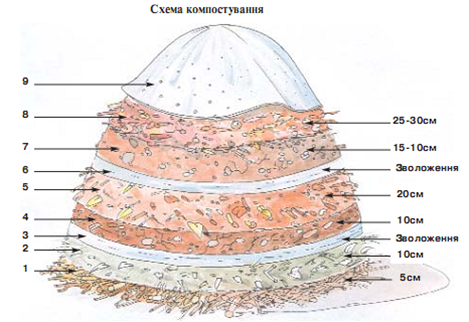 Схема компостування
9
8
25-30см
7
15-10см
6
Зволоження
5
20см
4
10см
3
Зволоження
2
10см
1
5см